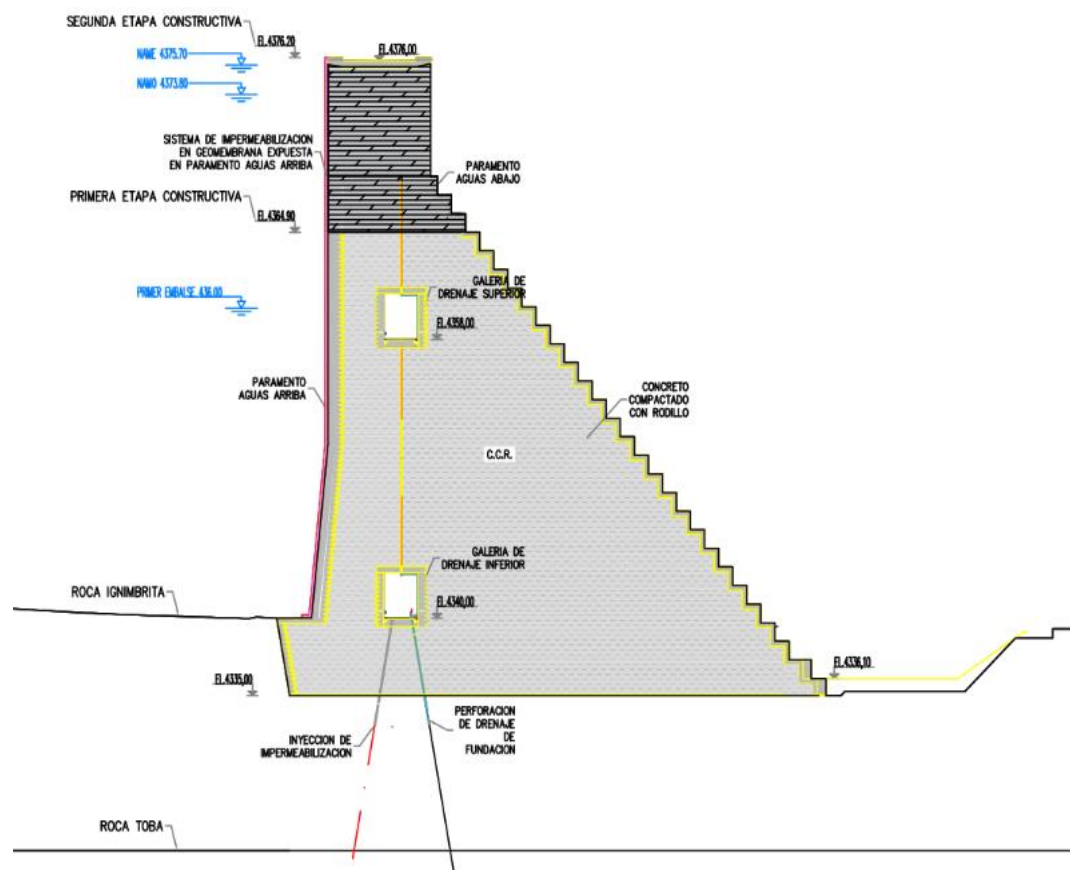 SEGUNDA ETAPA CONSTRUCTIVA
EL.4376.20
EL.4376,00
NAME 4375.70
NAMO 4373.80
SISTEMA DE IMPERMEABILIZACION
EN GEOMEMBRANA EXPUESTA
EN PARAMENTO AGUAS ARRIBA
PARAMENTO
AGUAS ABAJO
PRIMERA ETAPA CONSTRUCTIVA
EL.4364.90
GALERIA DE
DRENAJE SUPERIOR
PRIMER EMBALSE 436.00
EL.4358,00
PARAMENTO
AGUAS ARRIBA
CONCRETO
COMPACTADO
CON RODILLO
C.C.R.
GALERIA DE
DRENAJE INFERIOR
ROCA IGNIMBRITA
EL.4340,00
EL.4336,10
EL.4335,00
PERFORACION
DE DRENAJE
DE
FUNDACION
INYECCION DE
IMPERMEABILIZACION
ROCA TOBA